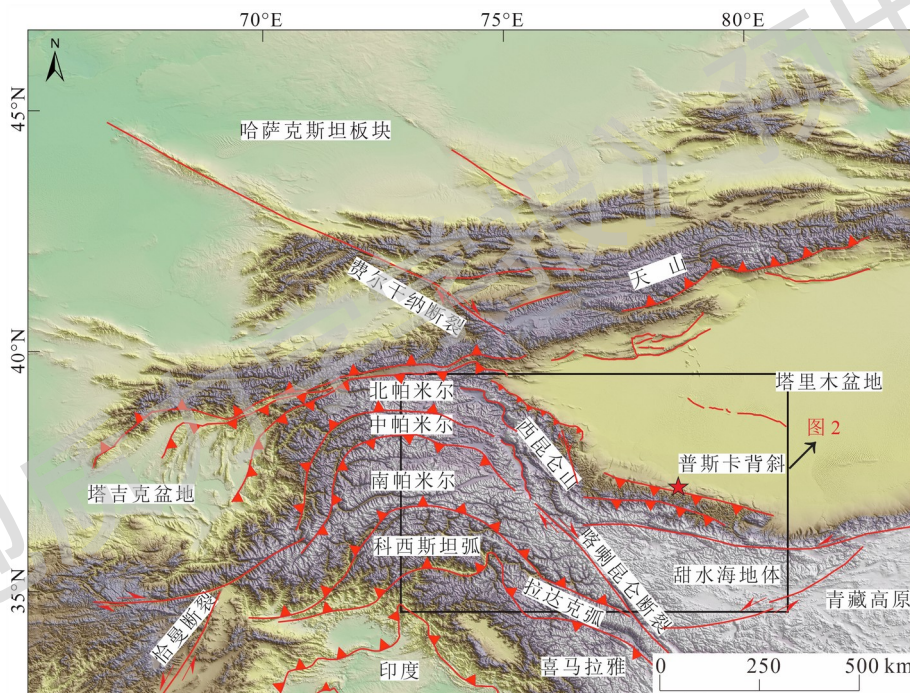 70°E 75°E 80°E
N
45°N
哈萨克斯坦板块
天山
费尔干纳断裂
40°N
塔里木盆地
北帕米尔
图2
中帕米尔
西昆仑山
普斯卡背斜
南帕米尔
塔吉克盆地
科西斯坦弧
喀喇昆仑断裂
甜水海地体
35°N
拉达克弧
青藏高原
恰曼断裂
印度
喜马拉雅
0 250 500 km